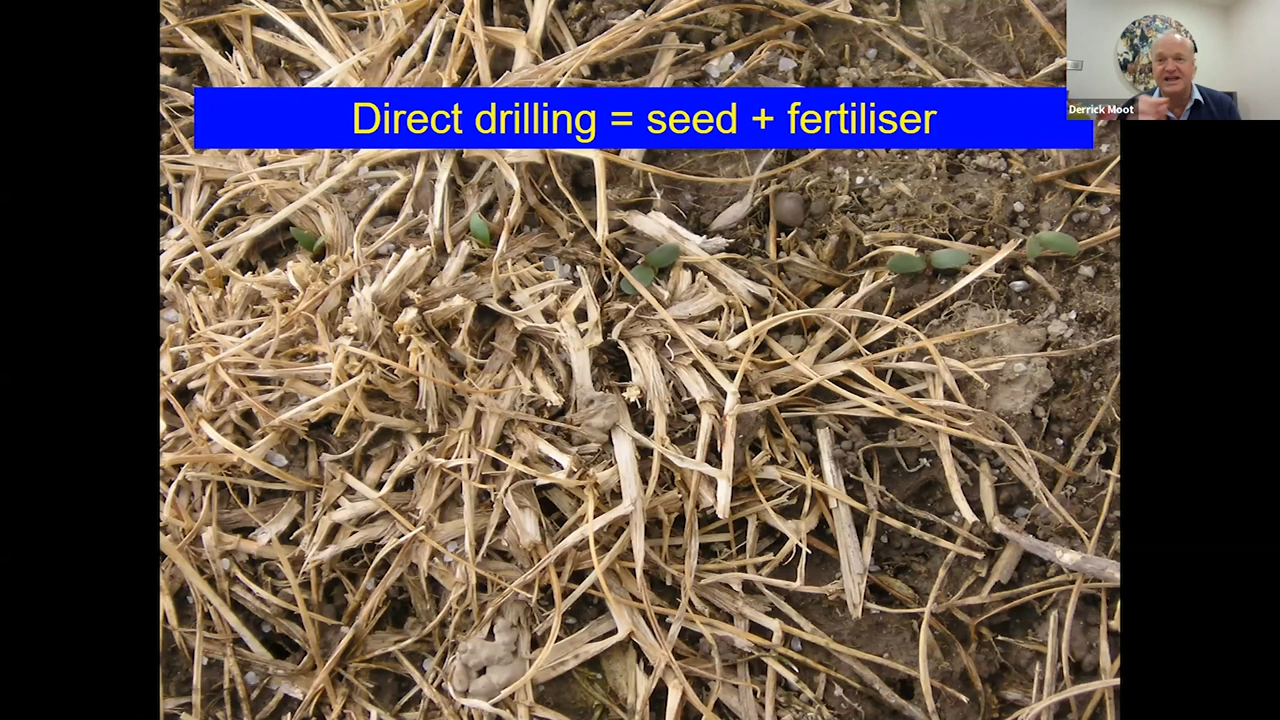 Direct drilling = seed + fertiliser
Derrick Moot